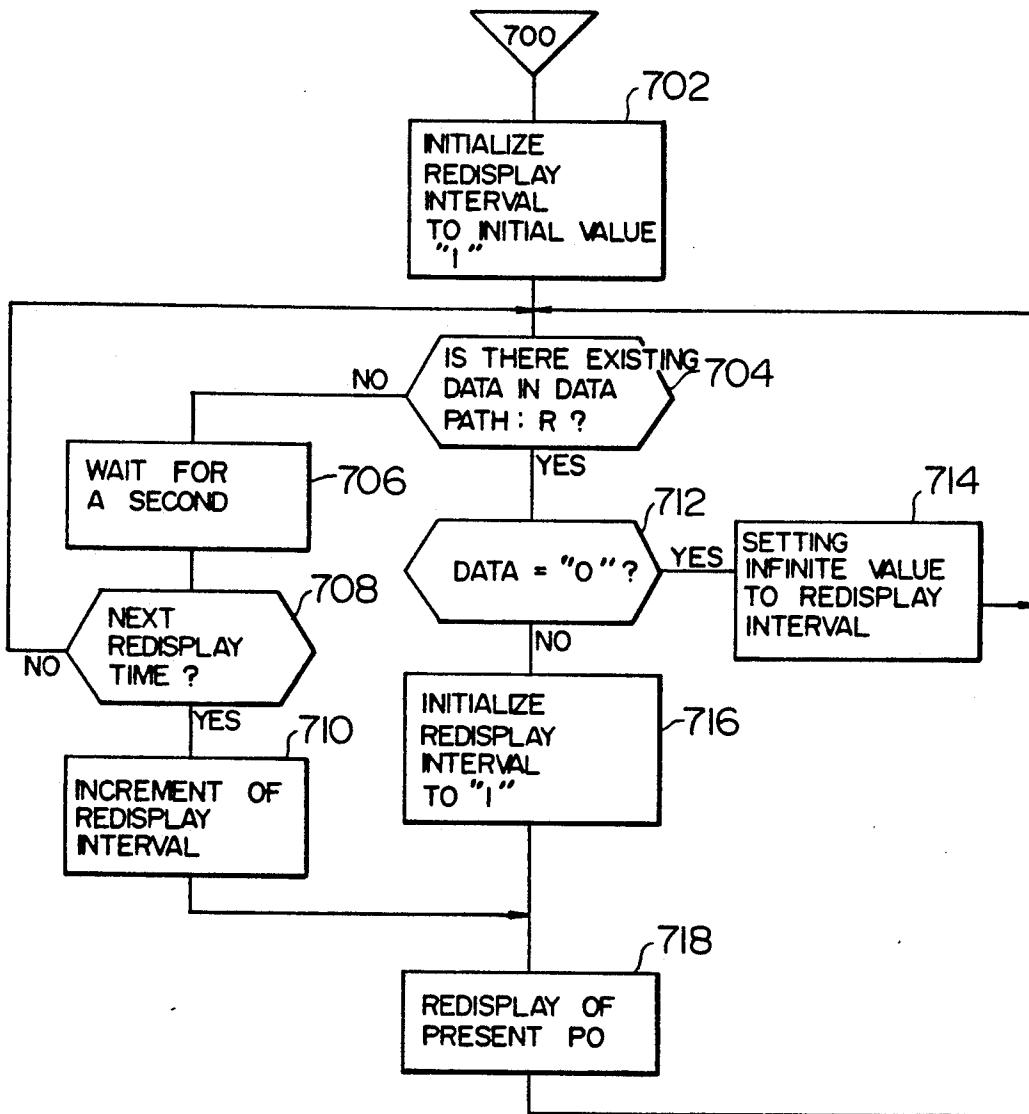 700
702
INITIALIZE
REDISPLAY
INTERVAL
TO INITIAL VALUE
"1"
IS THERE EXISTING
DATA IN DATA
PATH : R ?
704
NO
YES
WAIT FOR
A SECOND
706
712
DATA = "0" ?
YES
NO
714
SETTING
INFINITE VALUE
TO REDISPLAY
INTERVAL
708
NEXT
REDISPLAY
TIME ?
NO
YES
716
INITIALIZE
REDISPLAY
INTERVAL
TO "1"
710
INCREMENT OF
REDISPLAY
INTERVAL
718
REDISPLAY OF
PRESENT PO